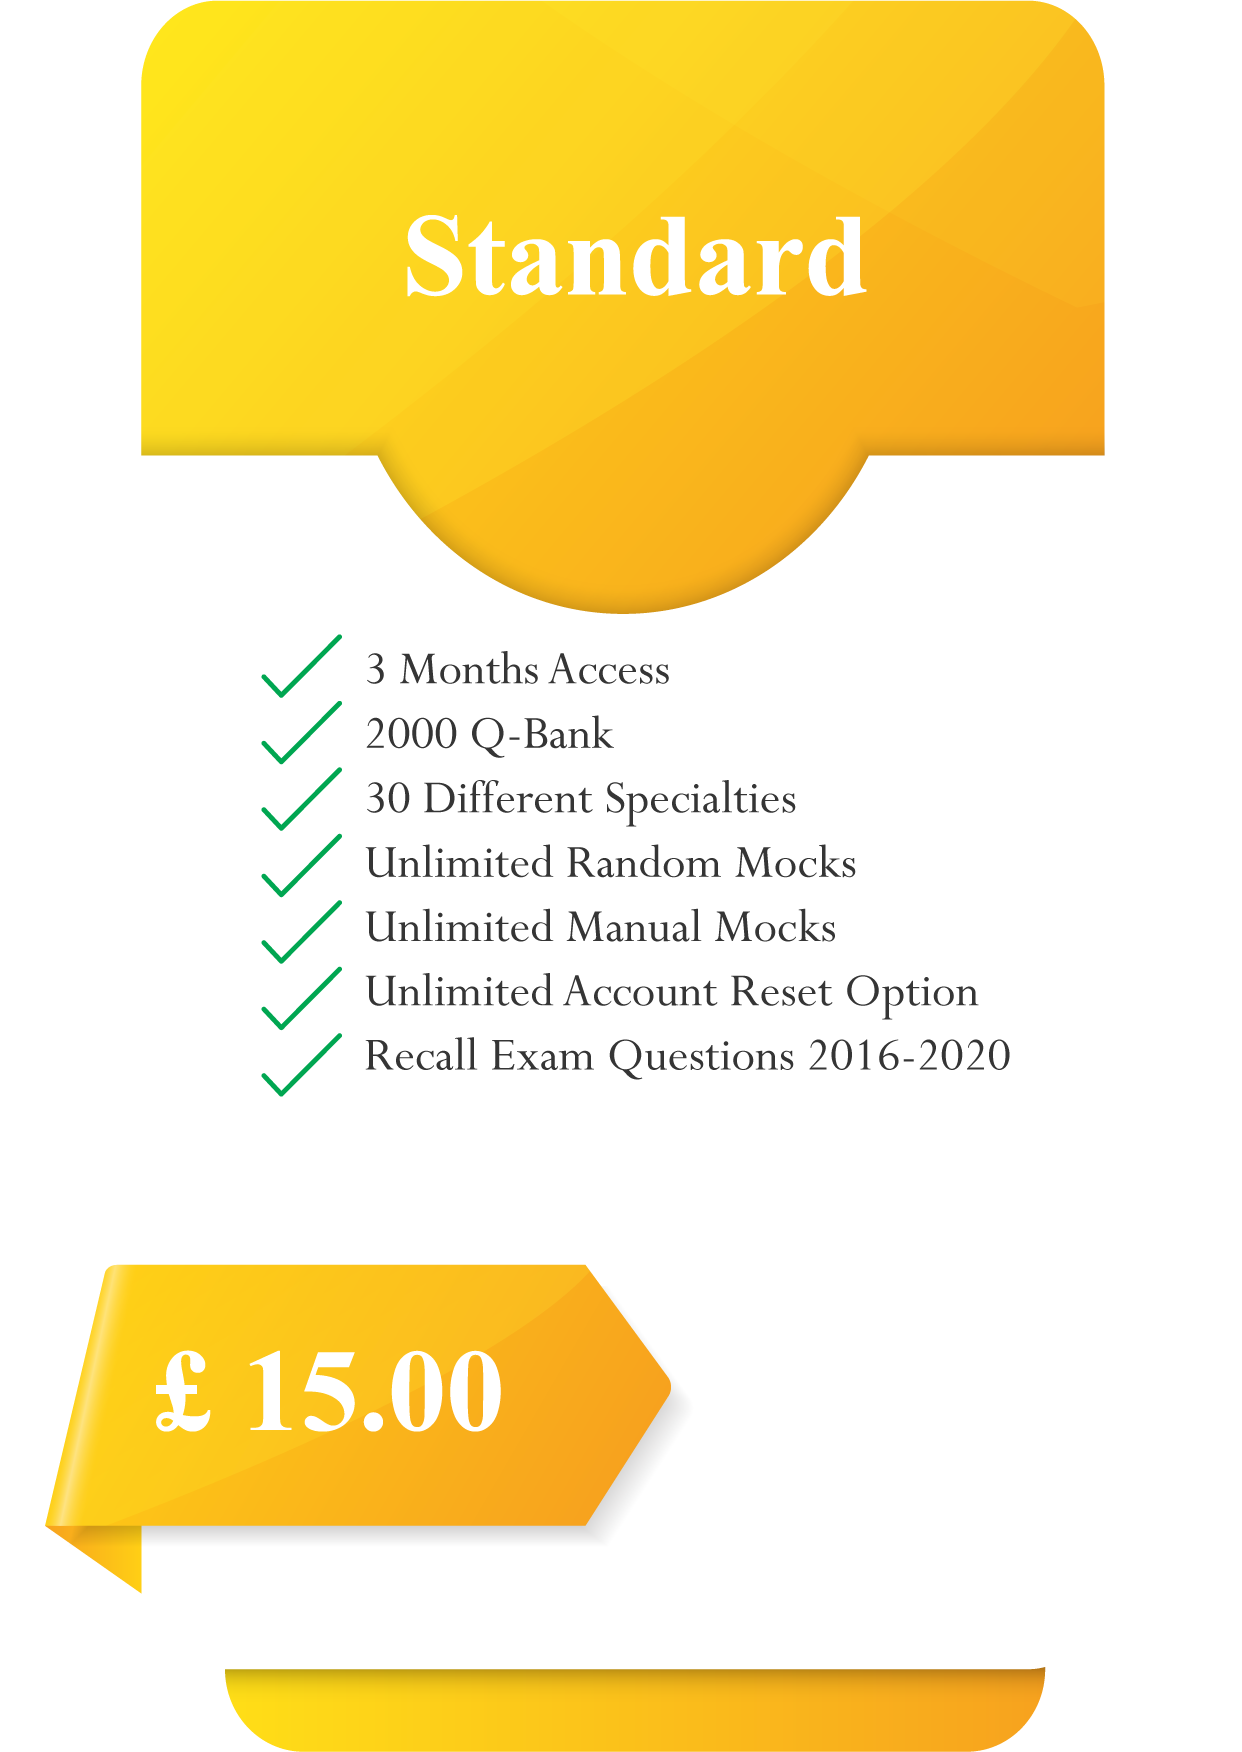 Standard
3 Months Access
2000 Q-Bank
30 Different Specialties
Unlimited Random Mocks
Unlimited Manual Mocks
Unlimited Account Reset Option
Recall Exam Questions 2016-2020
£ 15.00